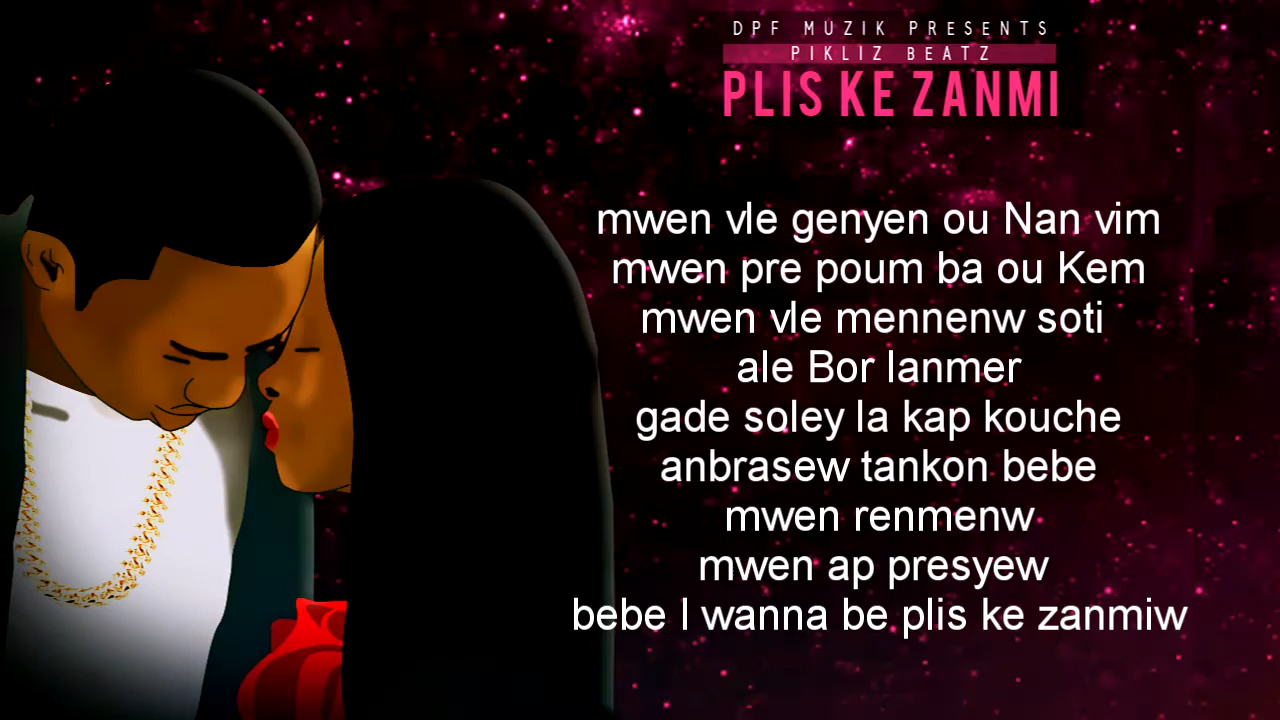 DPF MUZIK PRESENTS
PIKLIZ BEATZ
PLIS KE ZANMI
mwen vle genyen ou Nan vim
mwen pre poum ba ou Kem
mwen vle mennenw soti
ale Bor lanmer
gade soley la kap kouche
anbrasew tankon bebe
mwen renmenw
mwen ap presyew
bebe I wanna be plis ke zanmiw